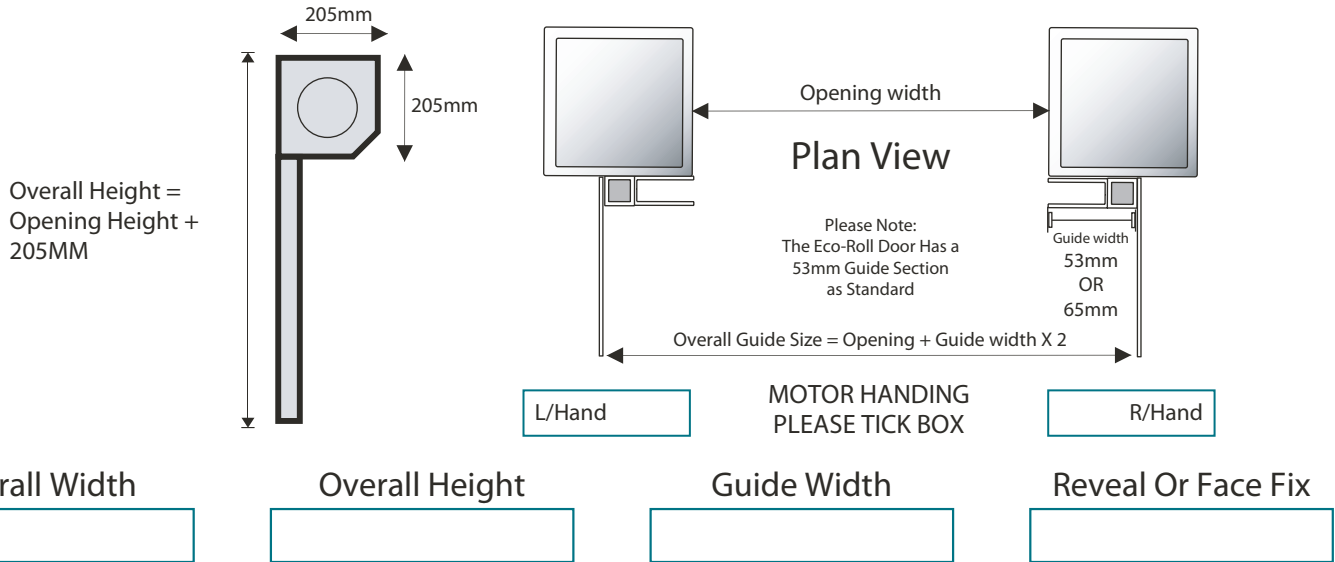 205mm
205mm
Overall Height =
Opening Height +
205MM
Opening width
Plan View
Please Note:
The Eco-Roll Door Has a
53mm Guide Section
as Standard
Guide width
53mm
OR
65mm
Overall Guide Size = Opening + Guide width X 2
L/Hand
MOTOR HANDING
PLEASE TICK BOX
R/Hand
rall Width
Overall Height
Guide Width
Reveal Or Face Fix